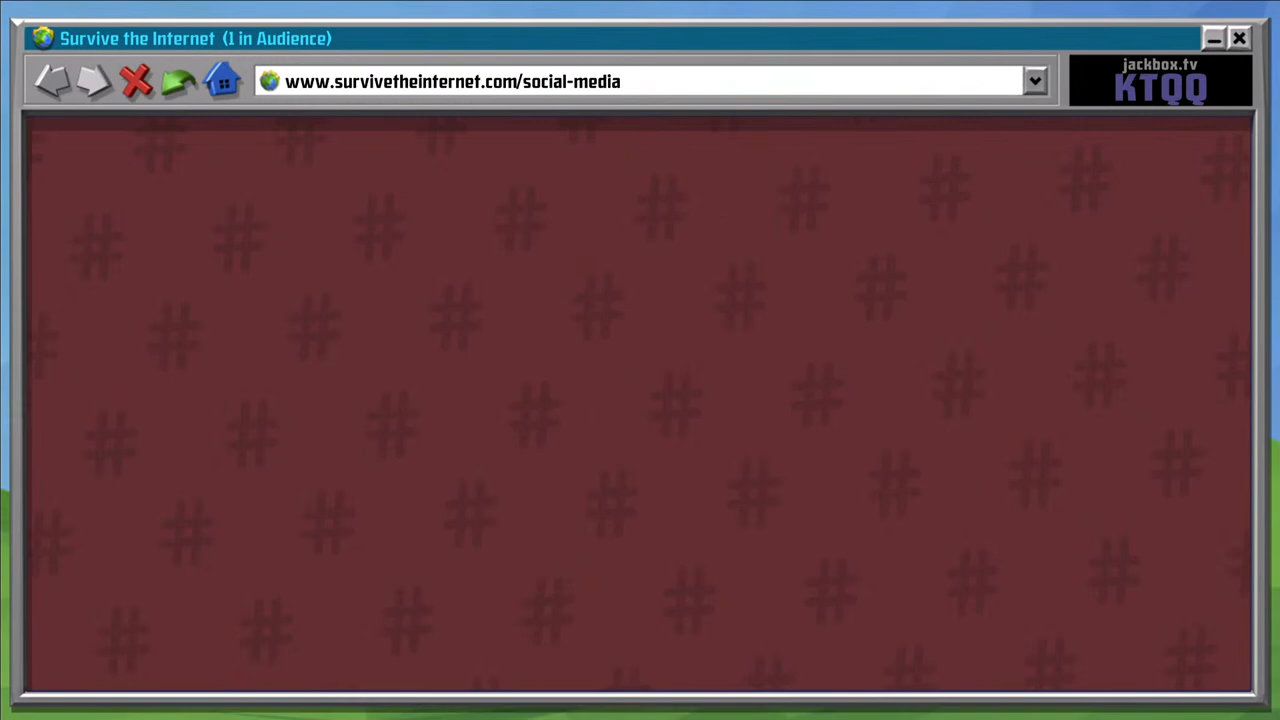 Survive the Internet (1 in Audience)
www.survivetheinternet.com/social-media
jackbox.tv
KTQQ